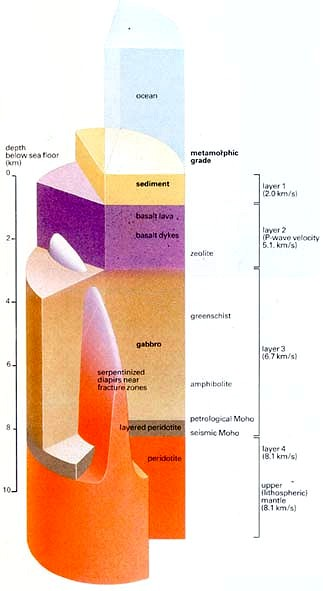 ocean
depth
below sea floor
(km)
metamorphic
grade
0
sediment
layer 1
(2.0 km/s)
basalt lava
basalt dykes
2
zeolite
layer 2
(P-wave velocity
5.1. km/s)
4
greenschist
gabbro
layer 3
(6.7 km/s)
6
serpentinized
diapirs near
fracture zones
amphibolite
petrological Moho
8
layered peridotite
seismic Moho
peridotite
layer 4
(8.1 km/s)
10
upper
(lithospheric)
mantle
(8.1 km/s)